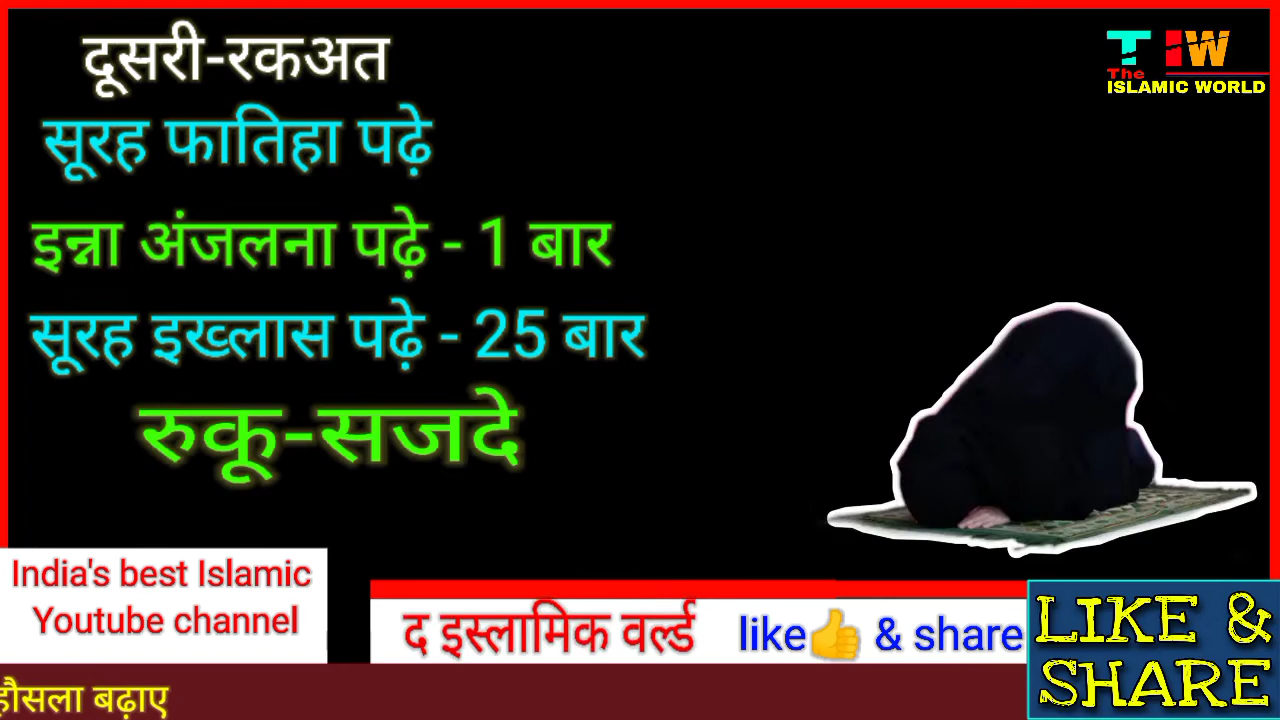 दूसरी-रकअत
सूरह फातिहा पढ़े
इन्ना अंजलना पढ़े - 1 बार
सूरह इख्लास पढ़े - 25 बार
रुकू-सजदे
TIW
The
ISLAMIC WORLD
India's best Islamic
Youtube channel
द इस्लामिक वर्ल्ड like👍 & share
LIKE &
SHARE
हौसला बढ़ाए